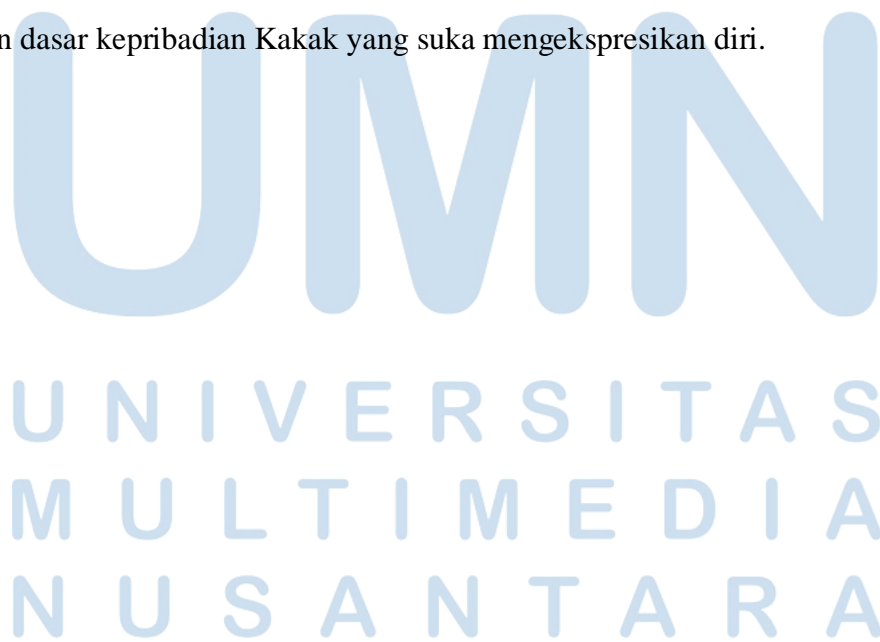 n dasar kepribadian Kakak yang suka mengekspresikan diri.
UMN
UNIVERSITAS
MULTIMEDIA
NUSANTARA